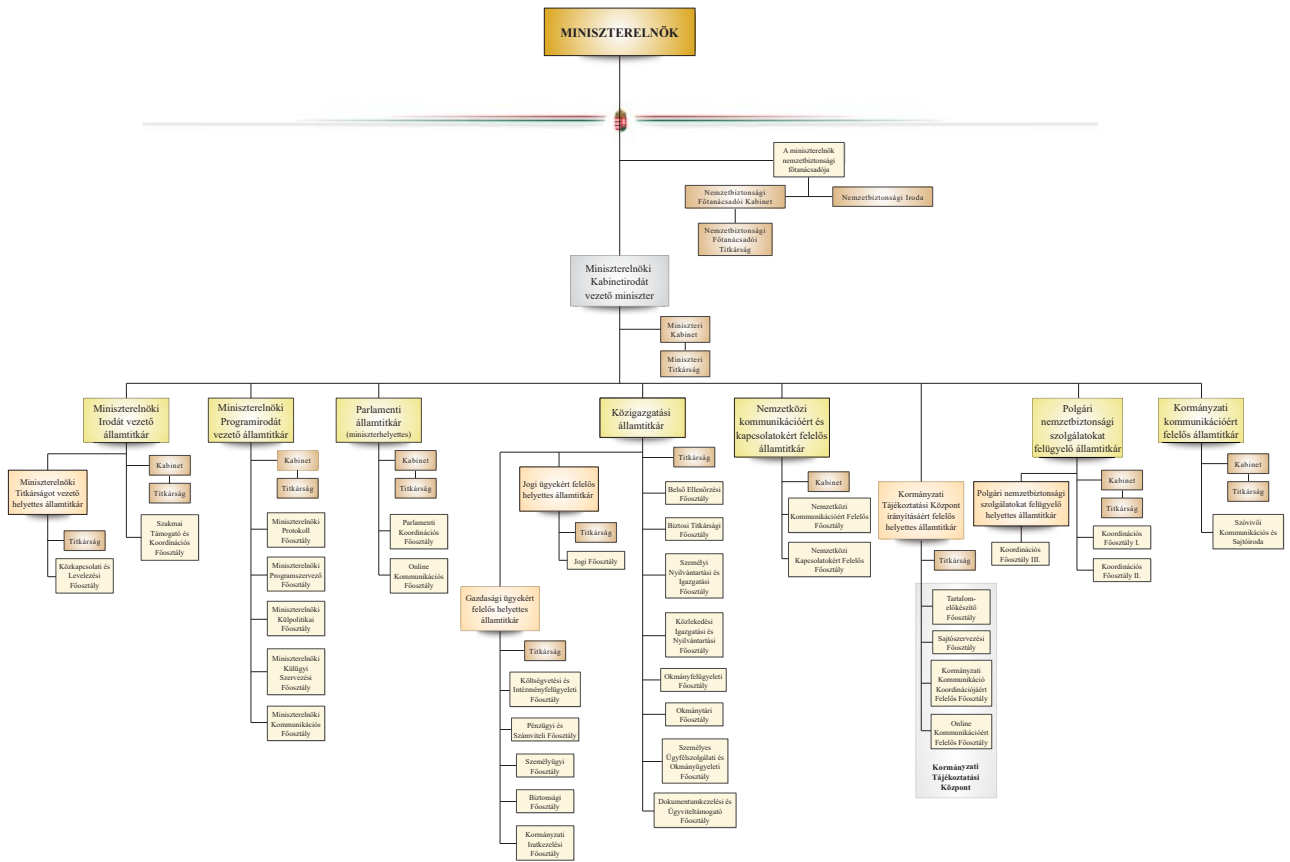 MINISZTERELNÖK
A miniszterelnök
nemzetbiztonsági
főtanácsadója
Nemzetbiztonsági
Főtanácsadói Kabinet
Nemzetbiztonsági Iroda
Nemzetbiztonsági
Főtanácsadói
Titkárság
Miniszterelnöki
Kabinetirodát
vezető miniszter
Miniszteri
Kabinet
Miniszteri
Titkárság
Miniszterelnöki
Irodát vezető
államtitkár
Kabinet
Titkárság
Miniszterelnöki
Titkárságot vezető
helyettes államtitkár
Titkárság
Közkapcsolati és
Levelezési
Főosztály
Szakmai
Támogató és
Koordinációs
Főosztály
Miniszterelnöki
Programirodát
vezető államtitkár
Kabinet
Titkárság
Miniszterelnöki
Protokoll
Főosztály
Miniszterelnöki
Programszervező
Főosztály
Miniszterelnöki
Külpolitikai
Főosztály
Miniszterelnöki
Külügyi
Szervezési
Főosztály
Miniszterelnöki
Kommunikációs
Főosztály
Parlamenti
államtitkár
(miniszterhelyettes)
Kabinet
Titkárság
Parlamenti
Koordinációs
Főosztály
Online
Kommunikációs
Főosztály
Közigazgatási
államtitkár
Titkárság
Jogi ügyekért felelős
helyettes államtitkár
Titkárság
Jogi Főosztály
Gazdasági ügyekért
felelős helyettes
államtitkár
Titkárság
Költségvetési és
Intézményfelügyeleti
Főosztály
Pénzügyi és
Számviteli Főosztály
Személyügyi
Főosztály
Biztonsági
Főosztály
Kormányzati
Iratkezelési
Főosztály
Belső Ellenőrzési
Főosztály
Biztosi Titkársági
Főosztály
Személyi
Nyilvántartási és
Igazgatási
Főosztály
Közlekedési
Igazgatási és
Nyilvántartási
Főosztály
Okmányfelügyeleti
Főosztály
Okmánytári
Főosztály
Személyes
Ügyfélszolgálati és
Okmányügyeleti
Főosztály
Dokumentumkezelési és
Ügyviteltámogató
Főosztály
Nemzetközi
kommunikációért és
kapcsolatokért felelős
államtitkár
Kabinet
Nemzetközi
Kommunikációért Felelős
Főosztály
Nemzetközi
Kapcsolatokért Felelős
Főosztály
Kormányzati
Tájékoztatási Központ
irányításáért felelős
helyettes államtitkár
Titkárság
Tartalom-
előkészítő
Főosztály
Sajtószervezési
Főosztály
Kormányzati
Kommunikáció
Koordinációjáért
Felelős Főosztály
Online
Kommunikációért
Felelős Főosztály
Kormányzati
Tájékoztatási
Központ
Polgári
nemzetbiztonsági
szolgálatokat
felügyelő államtitkár
Kabinet
Titkárság
Polgári nemzetbiztonsági
szolgálatokat felügyelő
helyettes államtitkár
Koordinációs
Főosztály III.
Koordinációs
Főosztály I.
Koordinációs
Főosztály II.
Kormányzati
kommunikációért
felelős államtitkár
Kabinet
Titkárság
Szóvivői
Kommunikációs és
Sajtóiroda